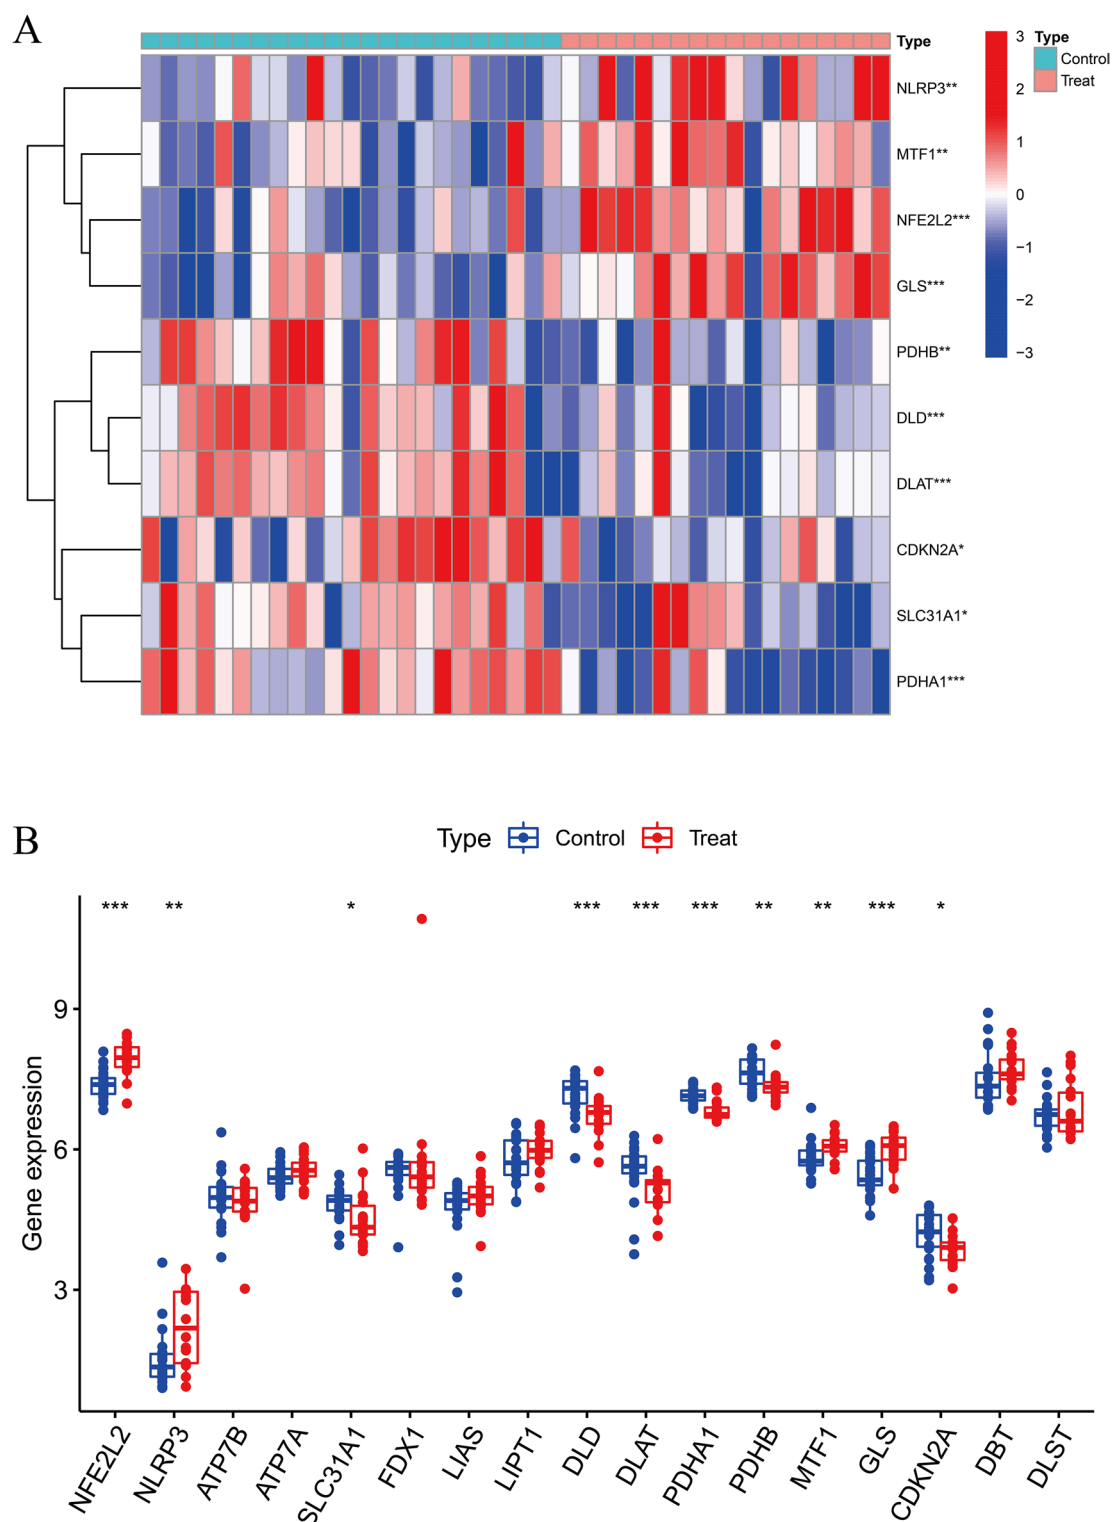 A
Type
NLRP3**
MTF1**
NFE2L2***
GLS***
PDHB**
DLD***
DLAT***
CDKN2A*
SLC31A1*
PDHA1***
3
2
1
0
−1
−2
−3
Type
Control
Treat
B
Type Control Treat
*** ** * *** *** *** ** ** *** *
Gene expression
9
6
3
NFE2L2 NLRP3 ATP7B ATP7A SLC31A1 FDX1 LIAS LIPT1 DLD DLAT PDHA1 PDHB MTF1 GLS CDKN2A DBT DLST